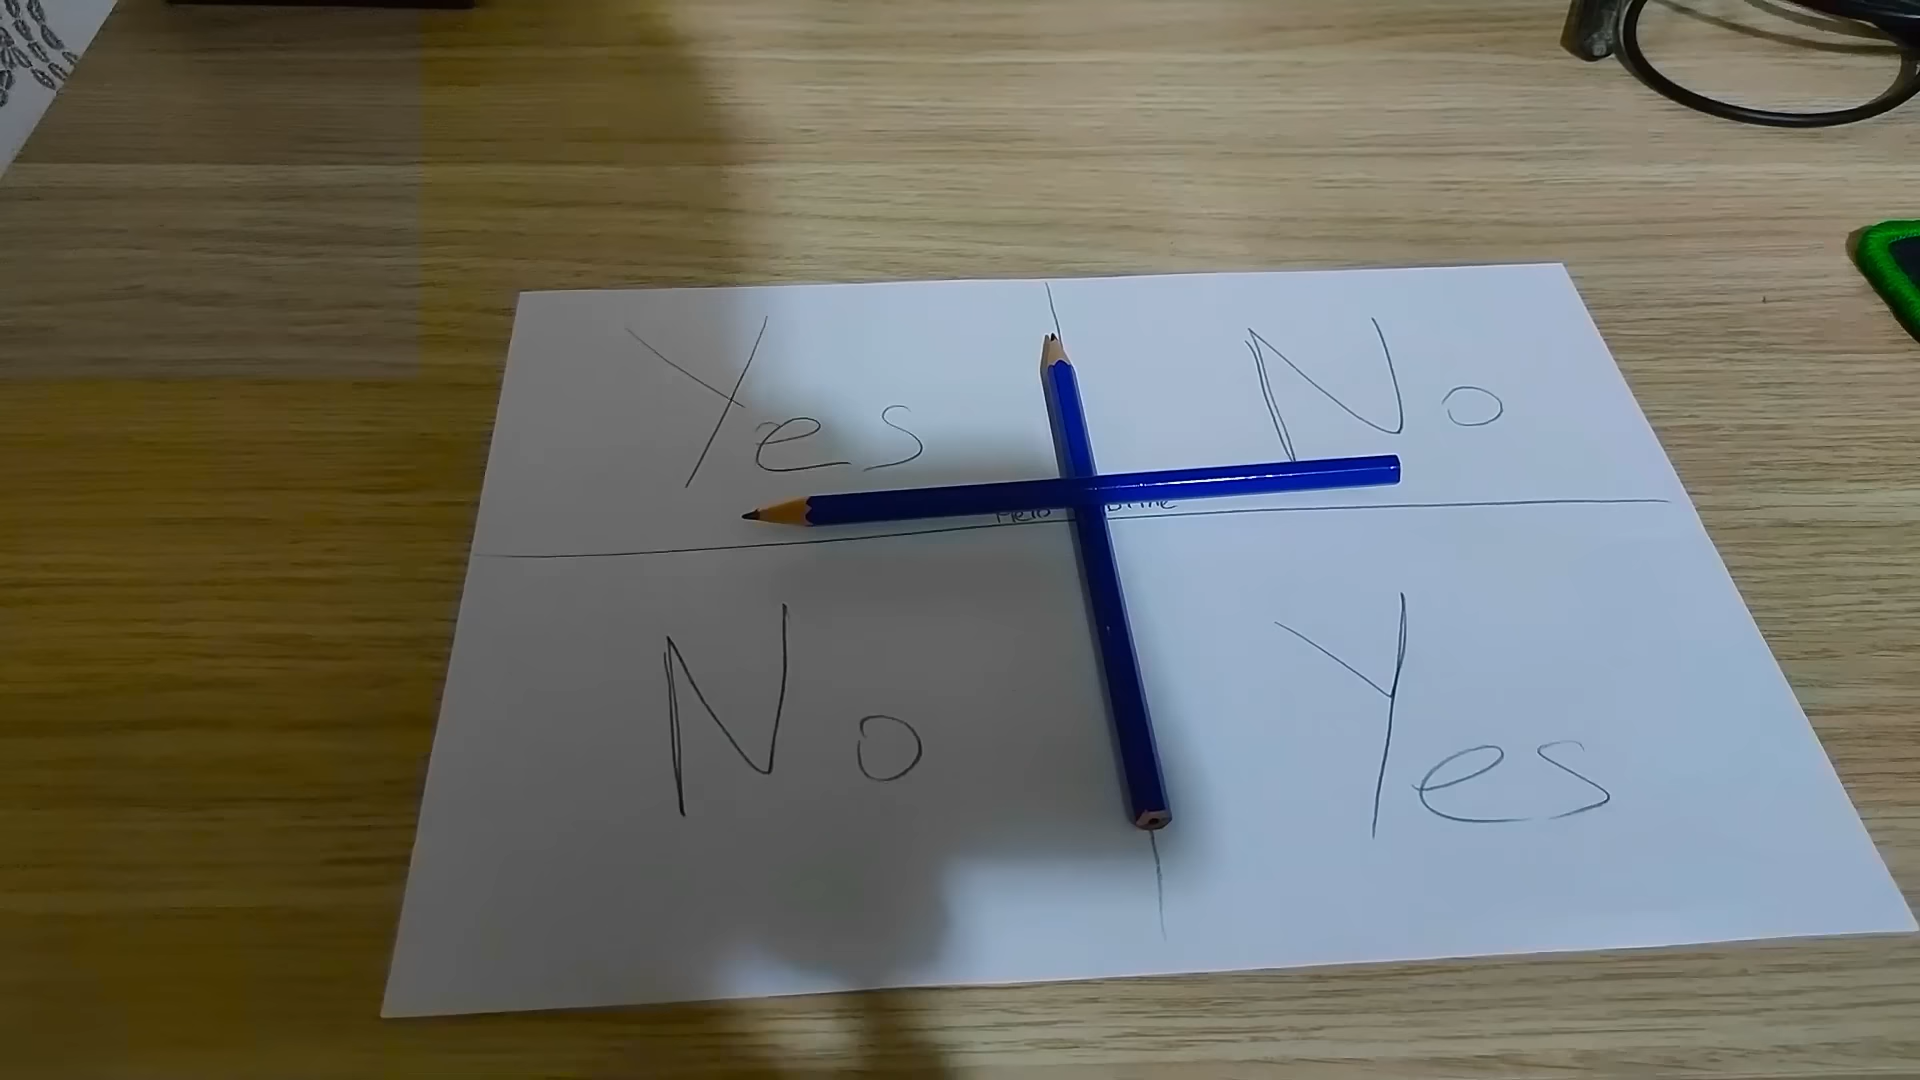 Yes No
No Yes